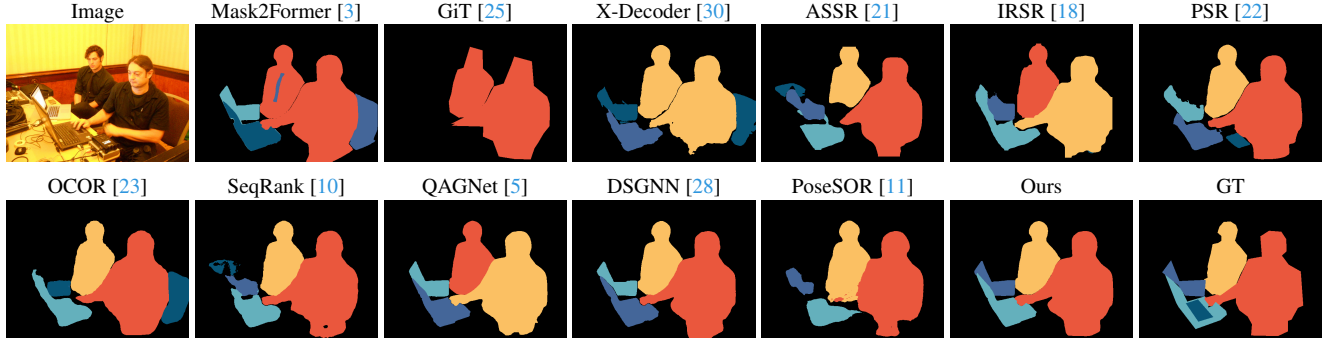 Image Mask2Former [3] GiT [25] X-Decoder [30] ASSR [21] IRSR [18] PSR [22]
OCOR [23] SeqRank [10] QAGNet [5] DSGNN [28] PoseSOR [11] Ours GT